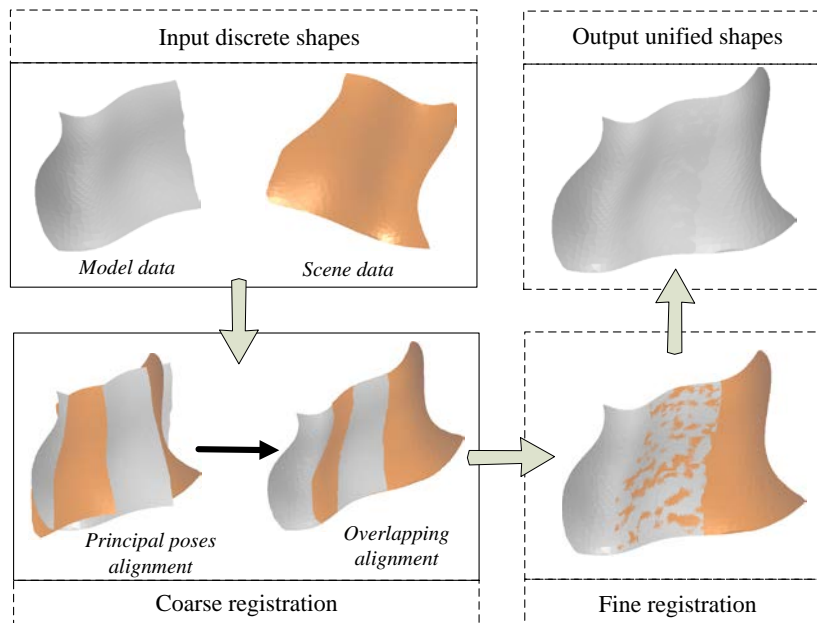 Input discrete shapes
Output unified shapes
Model data
Scene data
Principal poses
alignment
Overlapping
alignment
Coarse registration
Fine registration